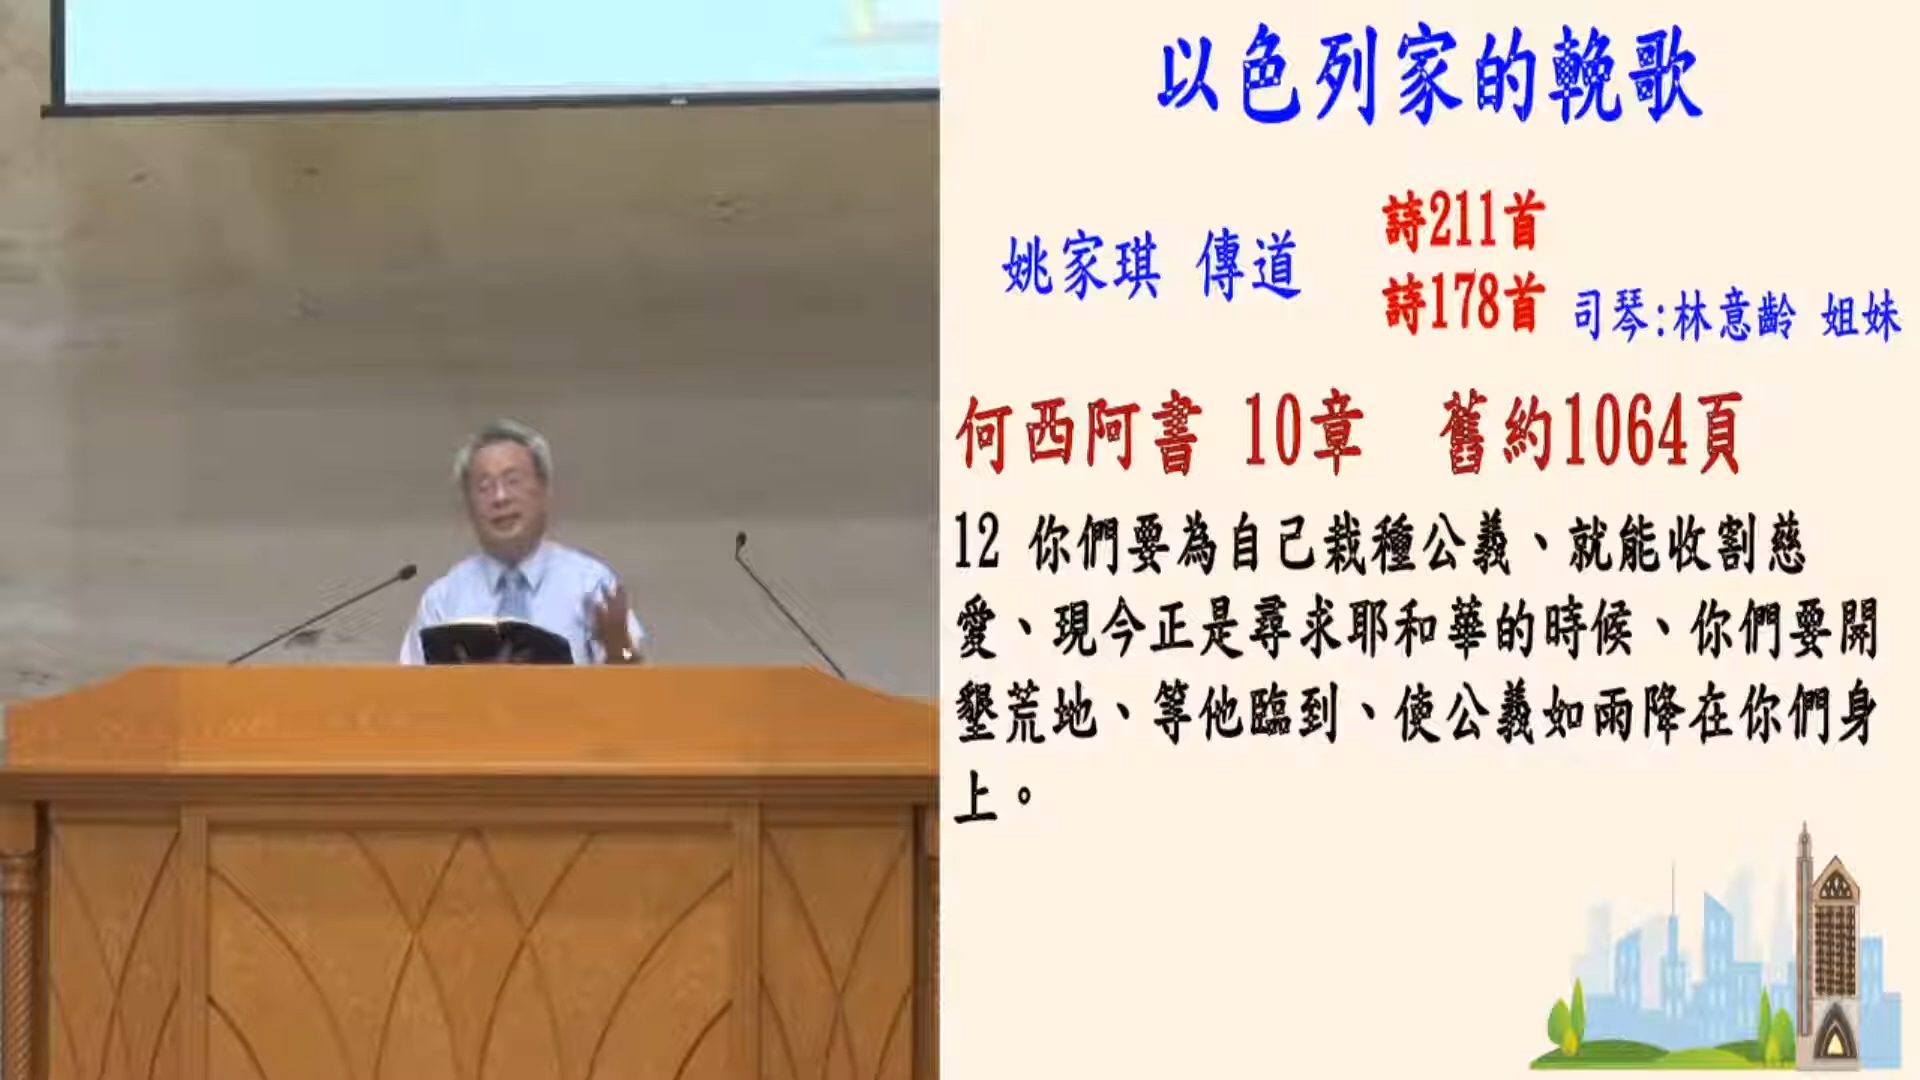 以色列家的輓歌
姚家琪 傳道
詩211首
詩178首
司琴:林意齡 姐妹
何西阿書 10章 舊約1064頁
12 你們要為自己栽種公義、就能收割慈
愛、現今正是尋求耶和華的時候、你們要開
墾荒地、等他臨到、使公義如雨降在你們身
上。